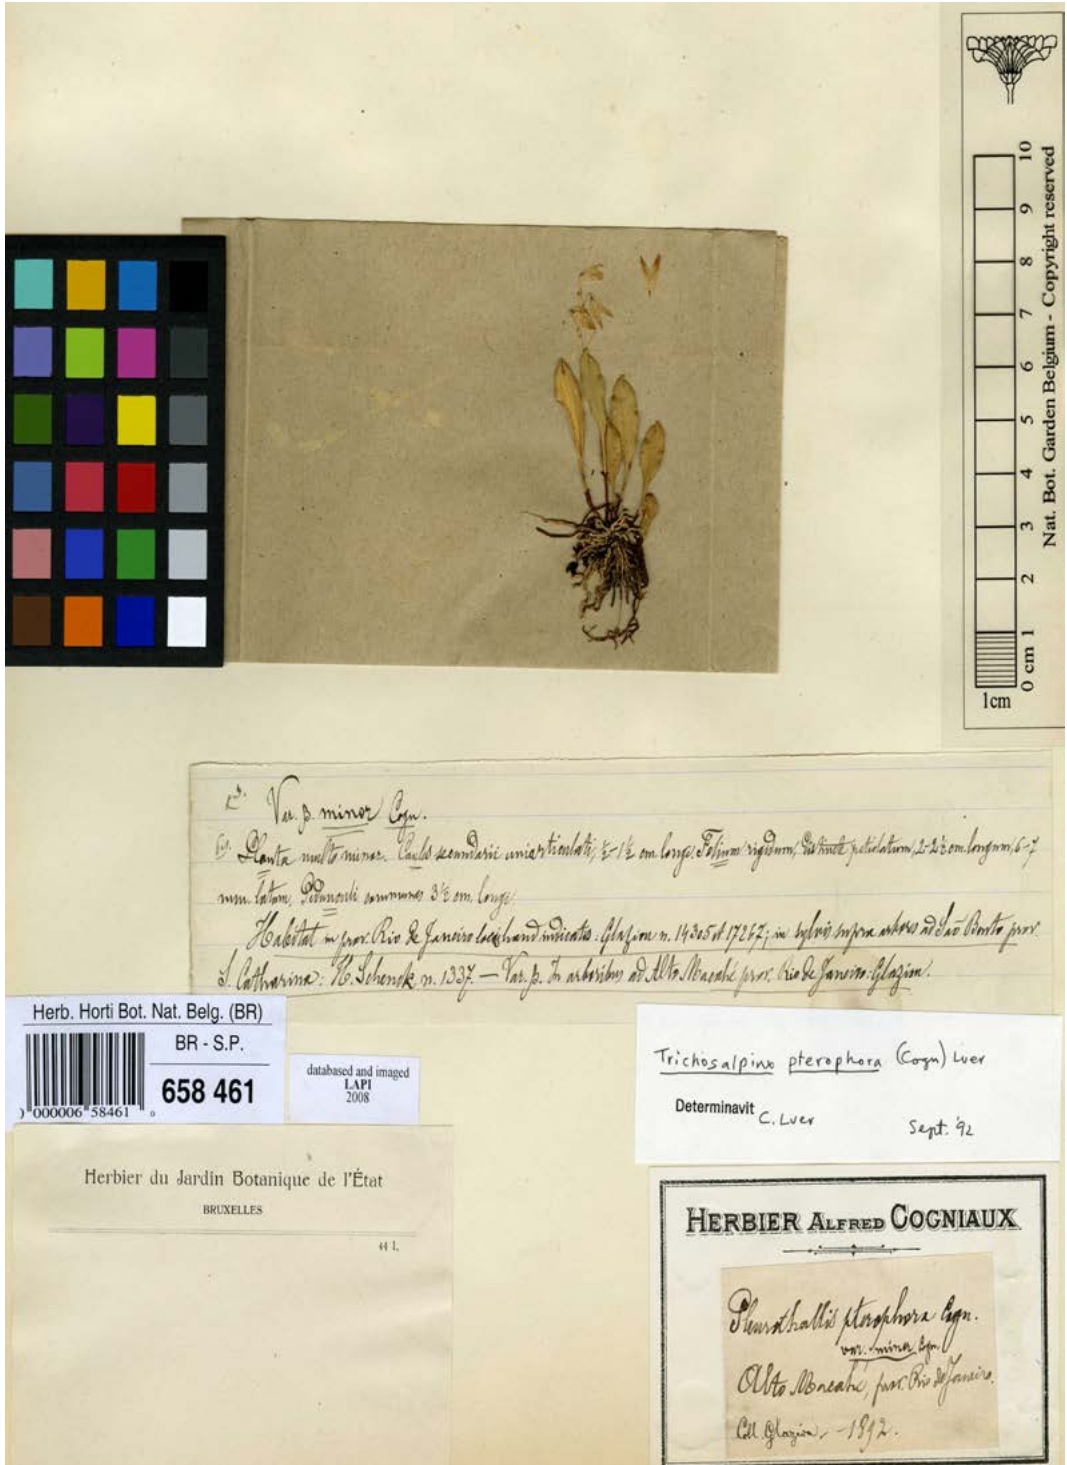 10
9
8
7
6
5
4
3
2
1
0 cm
1cm
Nat. Bot. Garden Belgium - Copyright reserved
Var. β. minor Cogn.
Planta multo minor. Caules secundarii uniarticulati, ½-1½ cm longi. Folium rigidum, distincte petiolatum, 2-2½ cm longum, 6-7
mm. latum. Pedunculi communes 3½ cm. longi.
Habitat in prov. Rio de Janeiro loci haud indicatis: Glaziou n. 14305 et 17267; in sylvis supra arbores ad São Bento prov.
S. Catharina: H. Schenck n. 1337 — Var. β. In arboribus ad Alto Macahé prov. Rio de Janeiro: Glaziou.
Herb. Horti Bot. Nat. Belg. (BR)
BR - S.P.
658 461
000006 58461
databased and imaged
LAPI
2008
Trichosalpinx pterophora (Cogn) Luer
Determinavit C. Luer Sept. '92
Herbier du Jardin Botanique de l'État
BRUXELLES
44 l.
HERBIER ALFRED COGNIAUX
Pleurothallis pterophora Cogn.
var. minor Cogn.
Alto Macahé, prov. Rio de Janeiro.
Coll. Glaziou. - 1892.